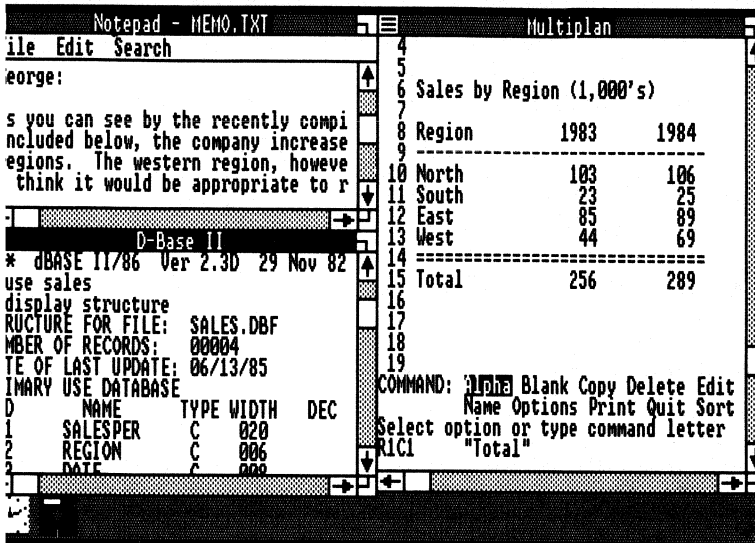 Notepad - MEMO.TXT
ile Edit Search
eorge:
s you can see by the recently compi
ncluded below, the company increase
egions. The western region, howeve
think it would be appropriate to r
D-Base II
* dBASE II/86 Ver 2.3D 29 Nov 82
use sales
display structure
RUCTURE FOR FILE: SALES.DBF
MBER OF RECORDS: 00004
TE OF LAST UPDATE: 06/13/85
IMARY USE DATABASE
D NAME TYPE WIDTH DEC
1 SALESPER C 020
2 REGION C 006
3 DATE C 008
Multiplan
4
5
6 Sales by Region (1,000's)
7
8 Region 1983 1984
9 --------------------------------
10 North 103 106
11 South 23 25
12 East 85 89
13 West 44 69
14 ================================
15 Total 256 289
16
17
18
19
COMMAND: Alpha Blank Copy Delete Edit
Name Options Print Quit Sort
Select option or type command letter
R1C1 "Total"